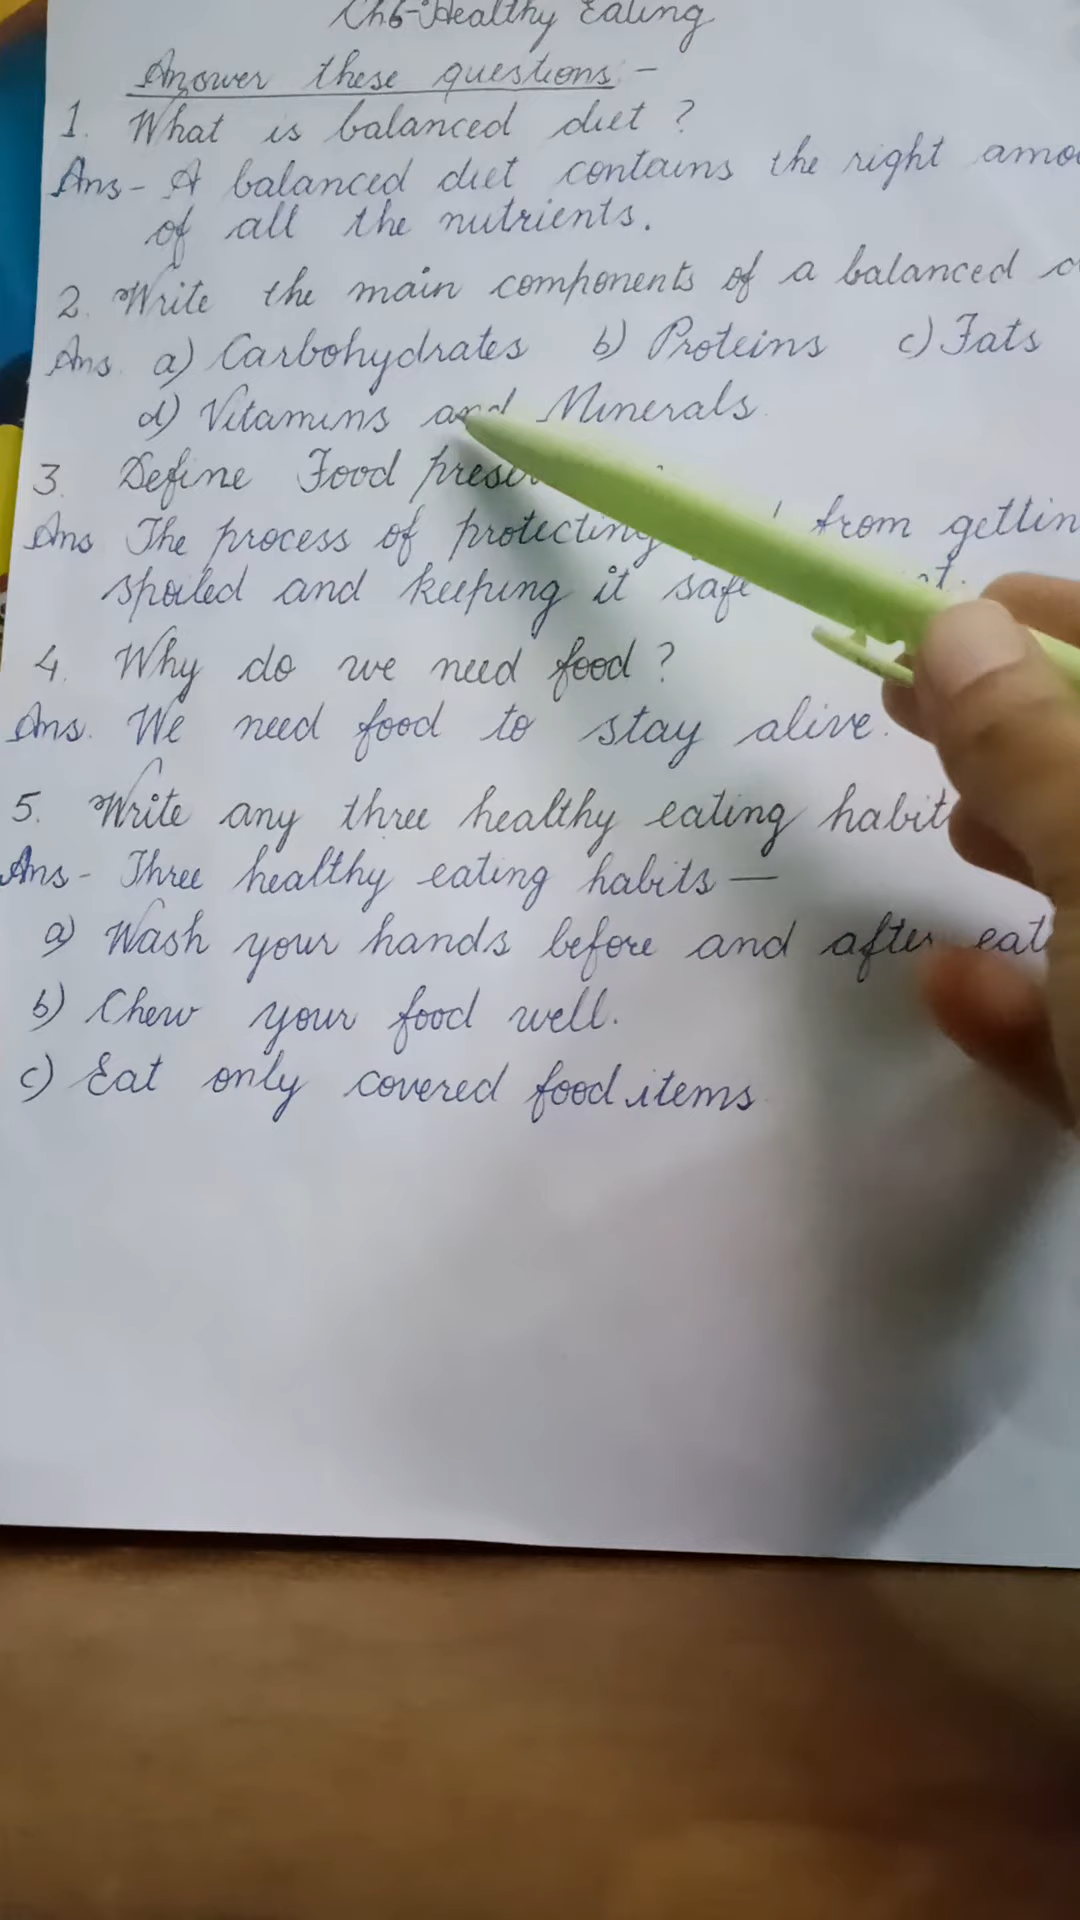 Ch6-Healthy Eating
Answer these questions:-
1. What is balanced diet ?
Ans- A balanced diet contains the right
of all the nutrients.
2. Write the main components of a balanced
Ans. a) Carbohydrates b) Proteins c) Fats
d) Vitamins and Minerals
3. Define Food
Ans The process of protecting from
spoiled and keeping it safe
4. Why do we need food ?
Ans. We need food to stay alive.
5. Write any three healthy eating
Ans- Three healthy eating habits —
a) Wash your hands before and after
b) Chew your food well.
c) Eat only covered food items